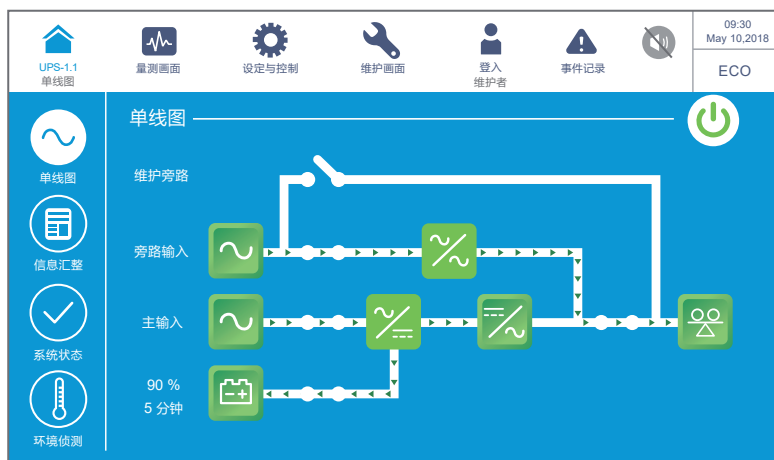 UPS-1.1
单线图
量测画面
设定与控制
维护画面
登入
维护者
事件记录
09:30
May 10,2018
ECO
单线图
信息汇整
系统状态
环境侦测
单线图
维护旁路
旁路输入
主输入
90 %
5 分钟